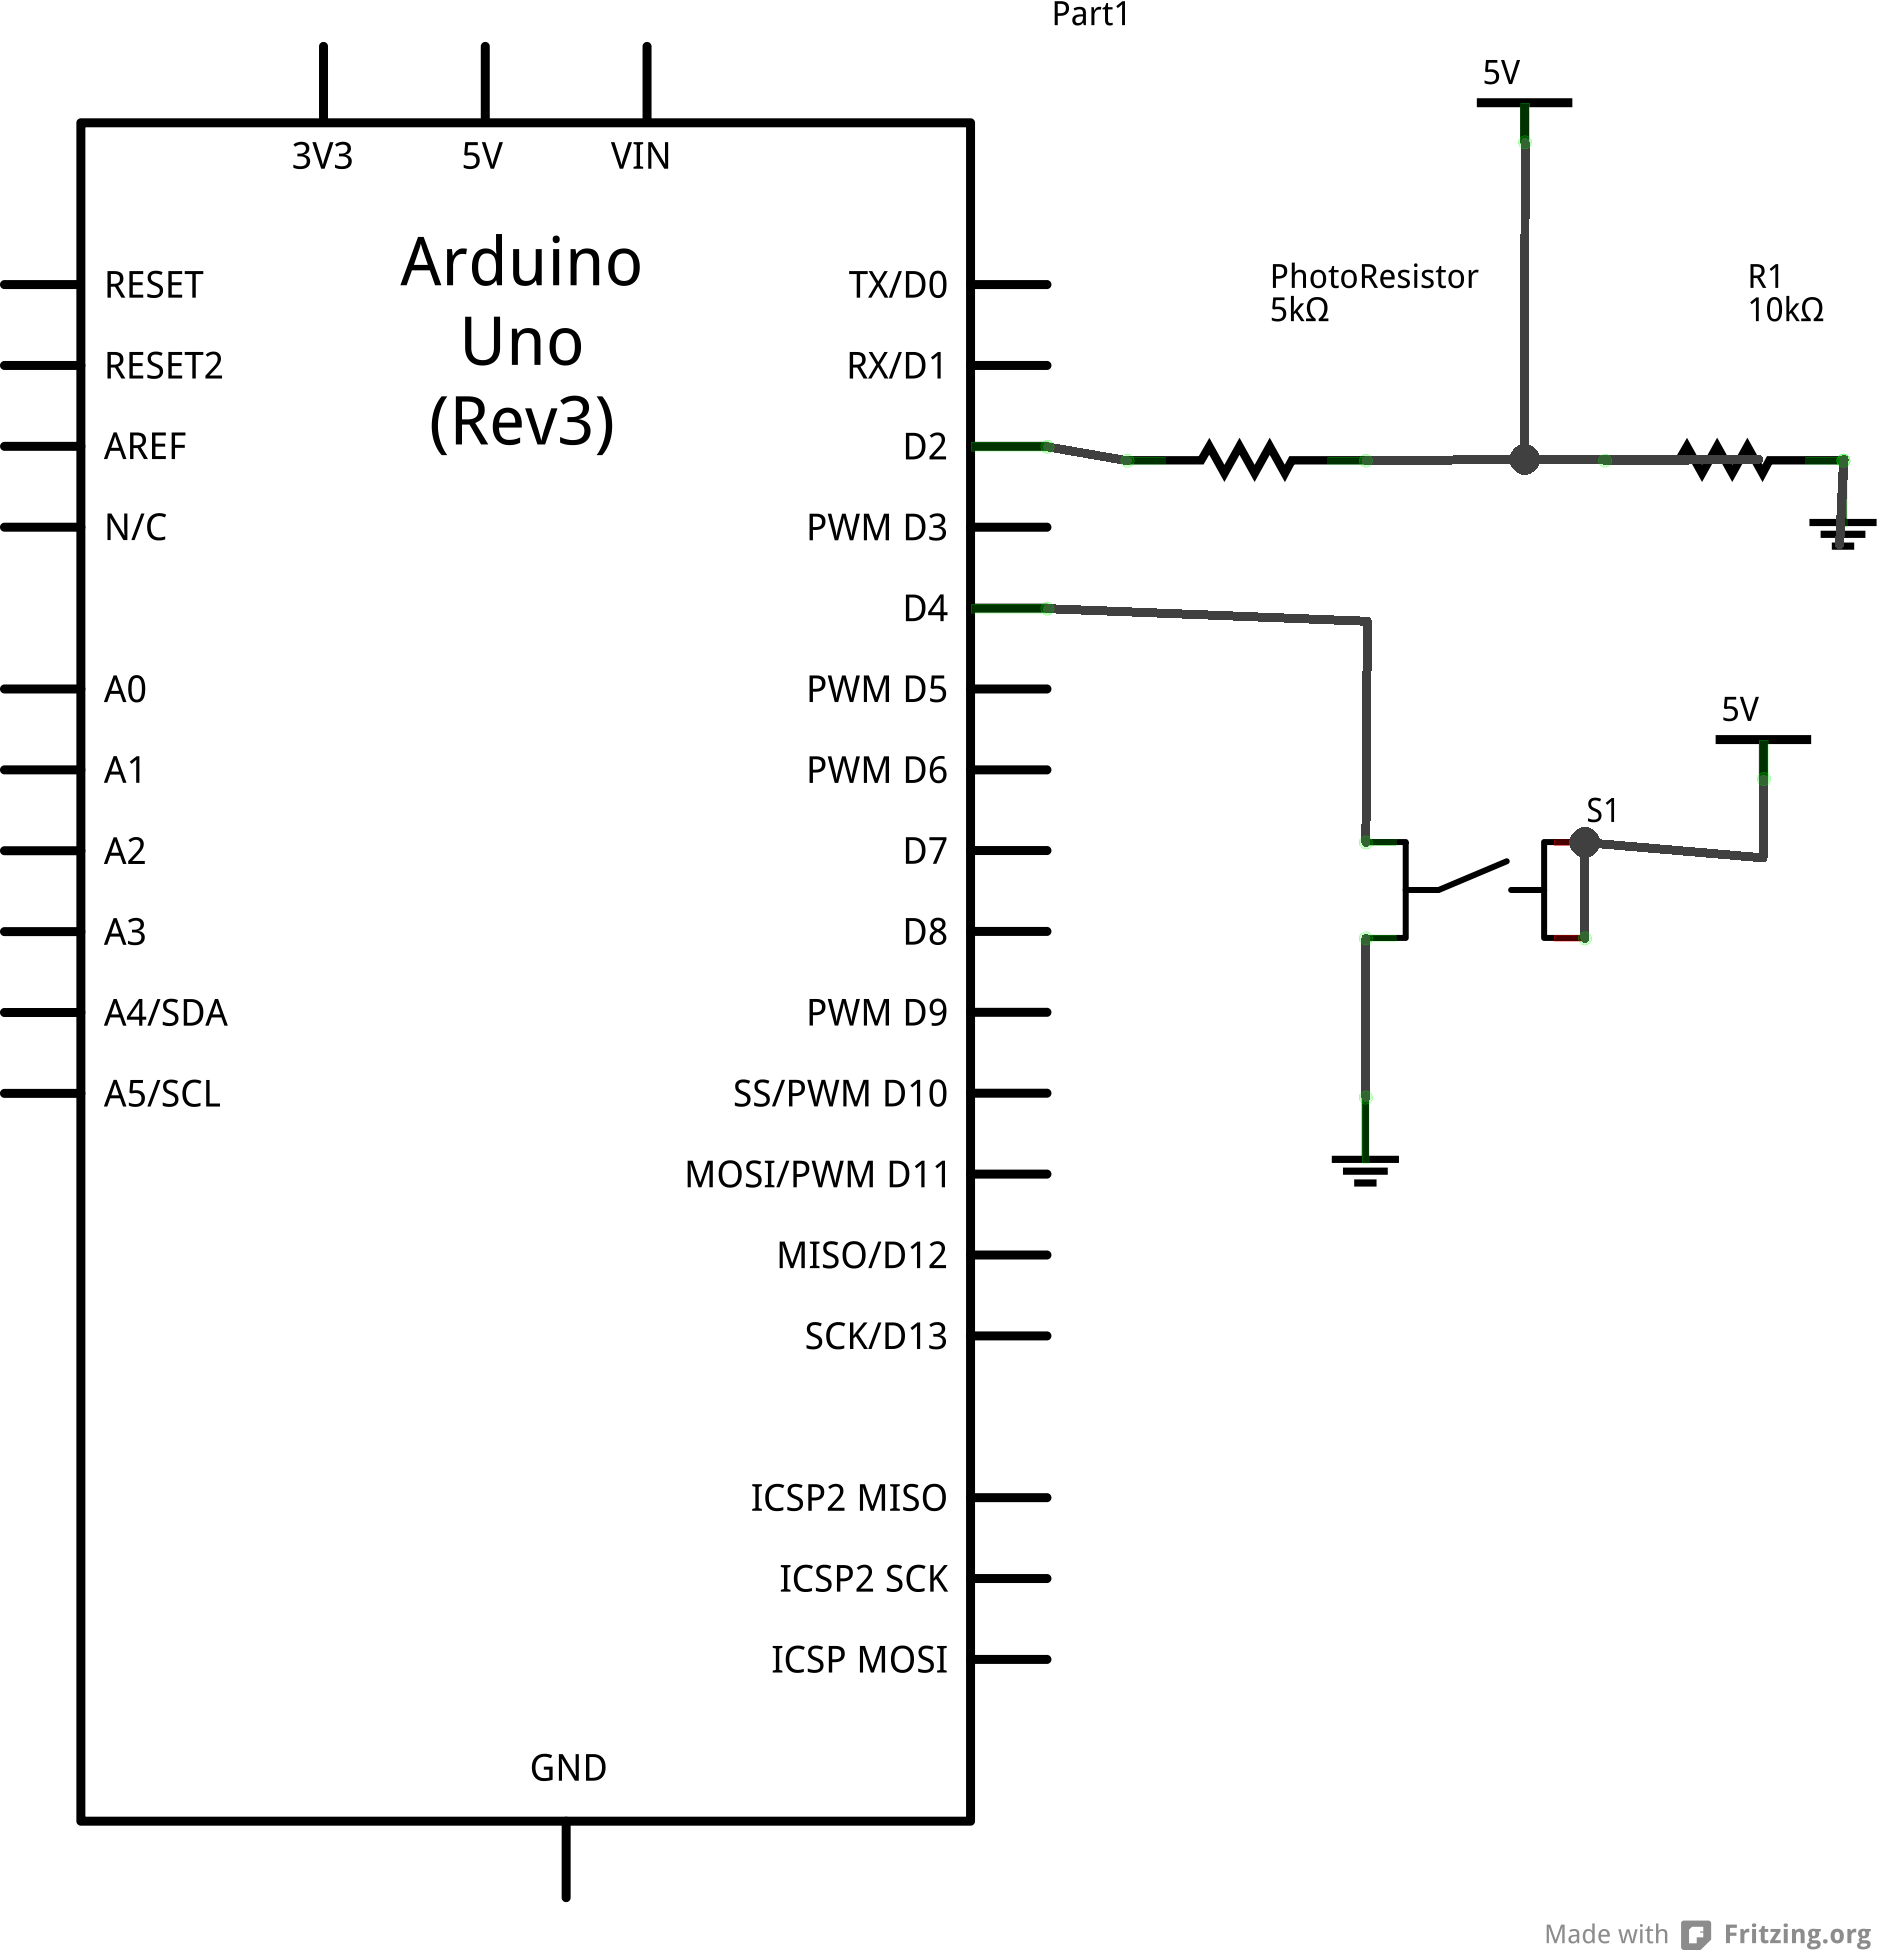 Part1
5V
3V3
5V
VIN
Arduino
Uno
(Rev3)
RESET
RESET2
AREF
N/C
A0
A1
A2
A3
A4/SDA
A5/SCL
TX/D0
RX/D1
D2
PWM D3
D4
PWM D5
PWM D6
D7
D8
PWM D9
SS/PWM D10
MOSI/PWM D11
MISO/D12
SCK/D13
ICSP2 MISO
ICSP2 SCK
ICSP MOSI
GND
PhotoResistor
5kΩ
R1
10kΩ
5V
S1
Made with Fritzing.org